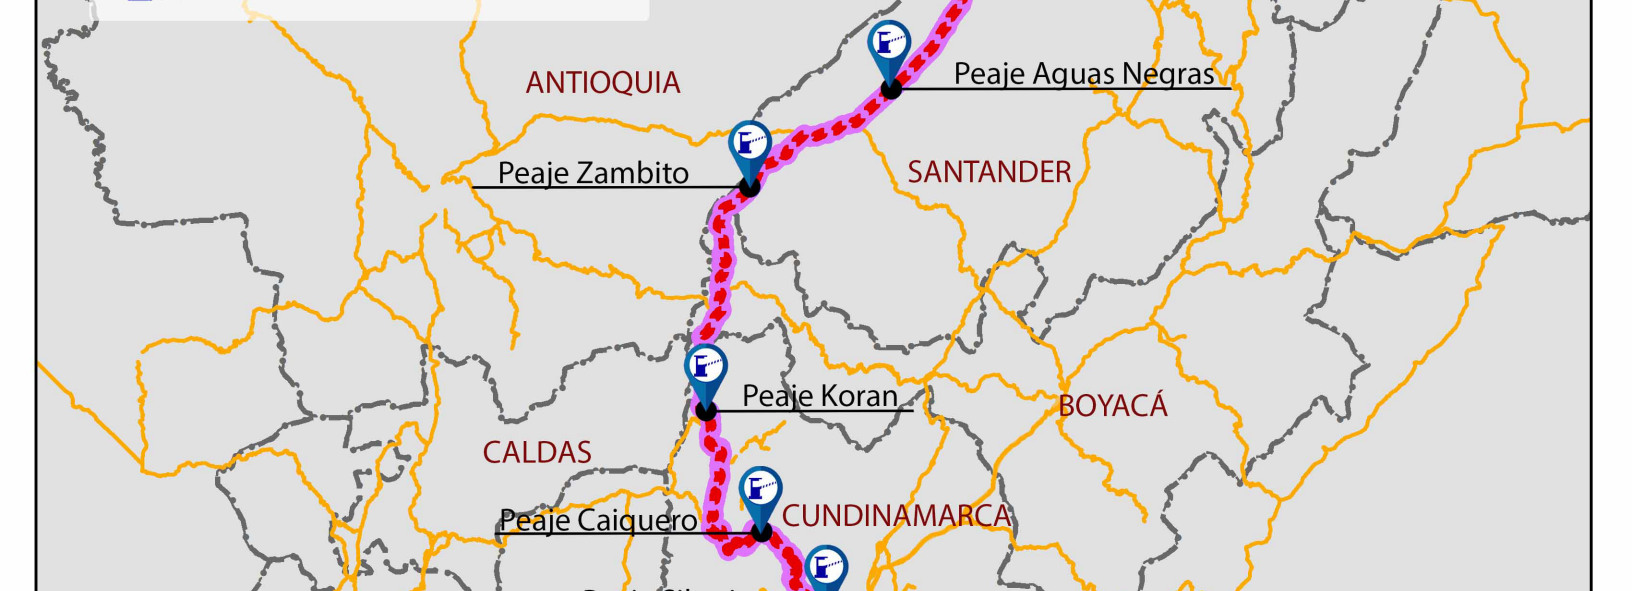 Peaje Aguas Negras
ANTIOQUIA
Peaje Zambito
SANTANDER
Peaje Koran
BOYACÁ
CALDAS
CUNDINAMARCA
Peaje Caiquero